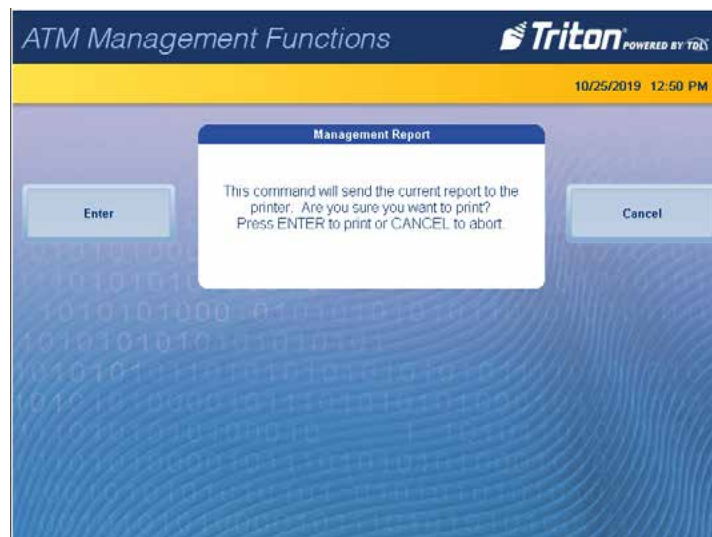 ATM Management Functions
Triton POWERED BY TDLS
10/25/2019 12:50 PM
Management Report
This command will send the current report to the
printer. Are you sure you want to print?
Press ENTER to print or CANCEL to abort.
Enter
Cancel